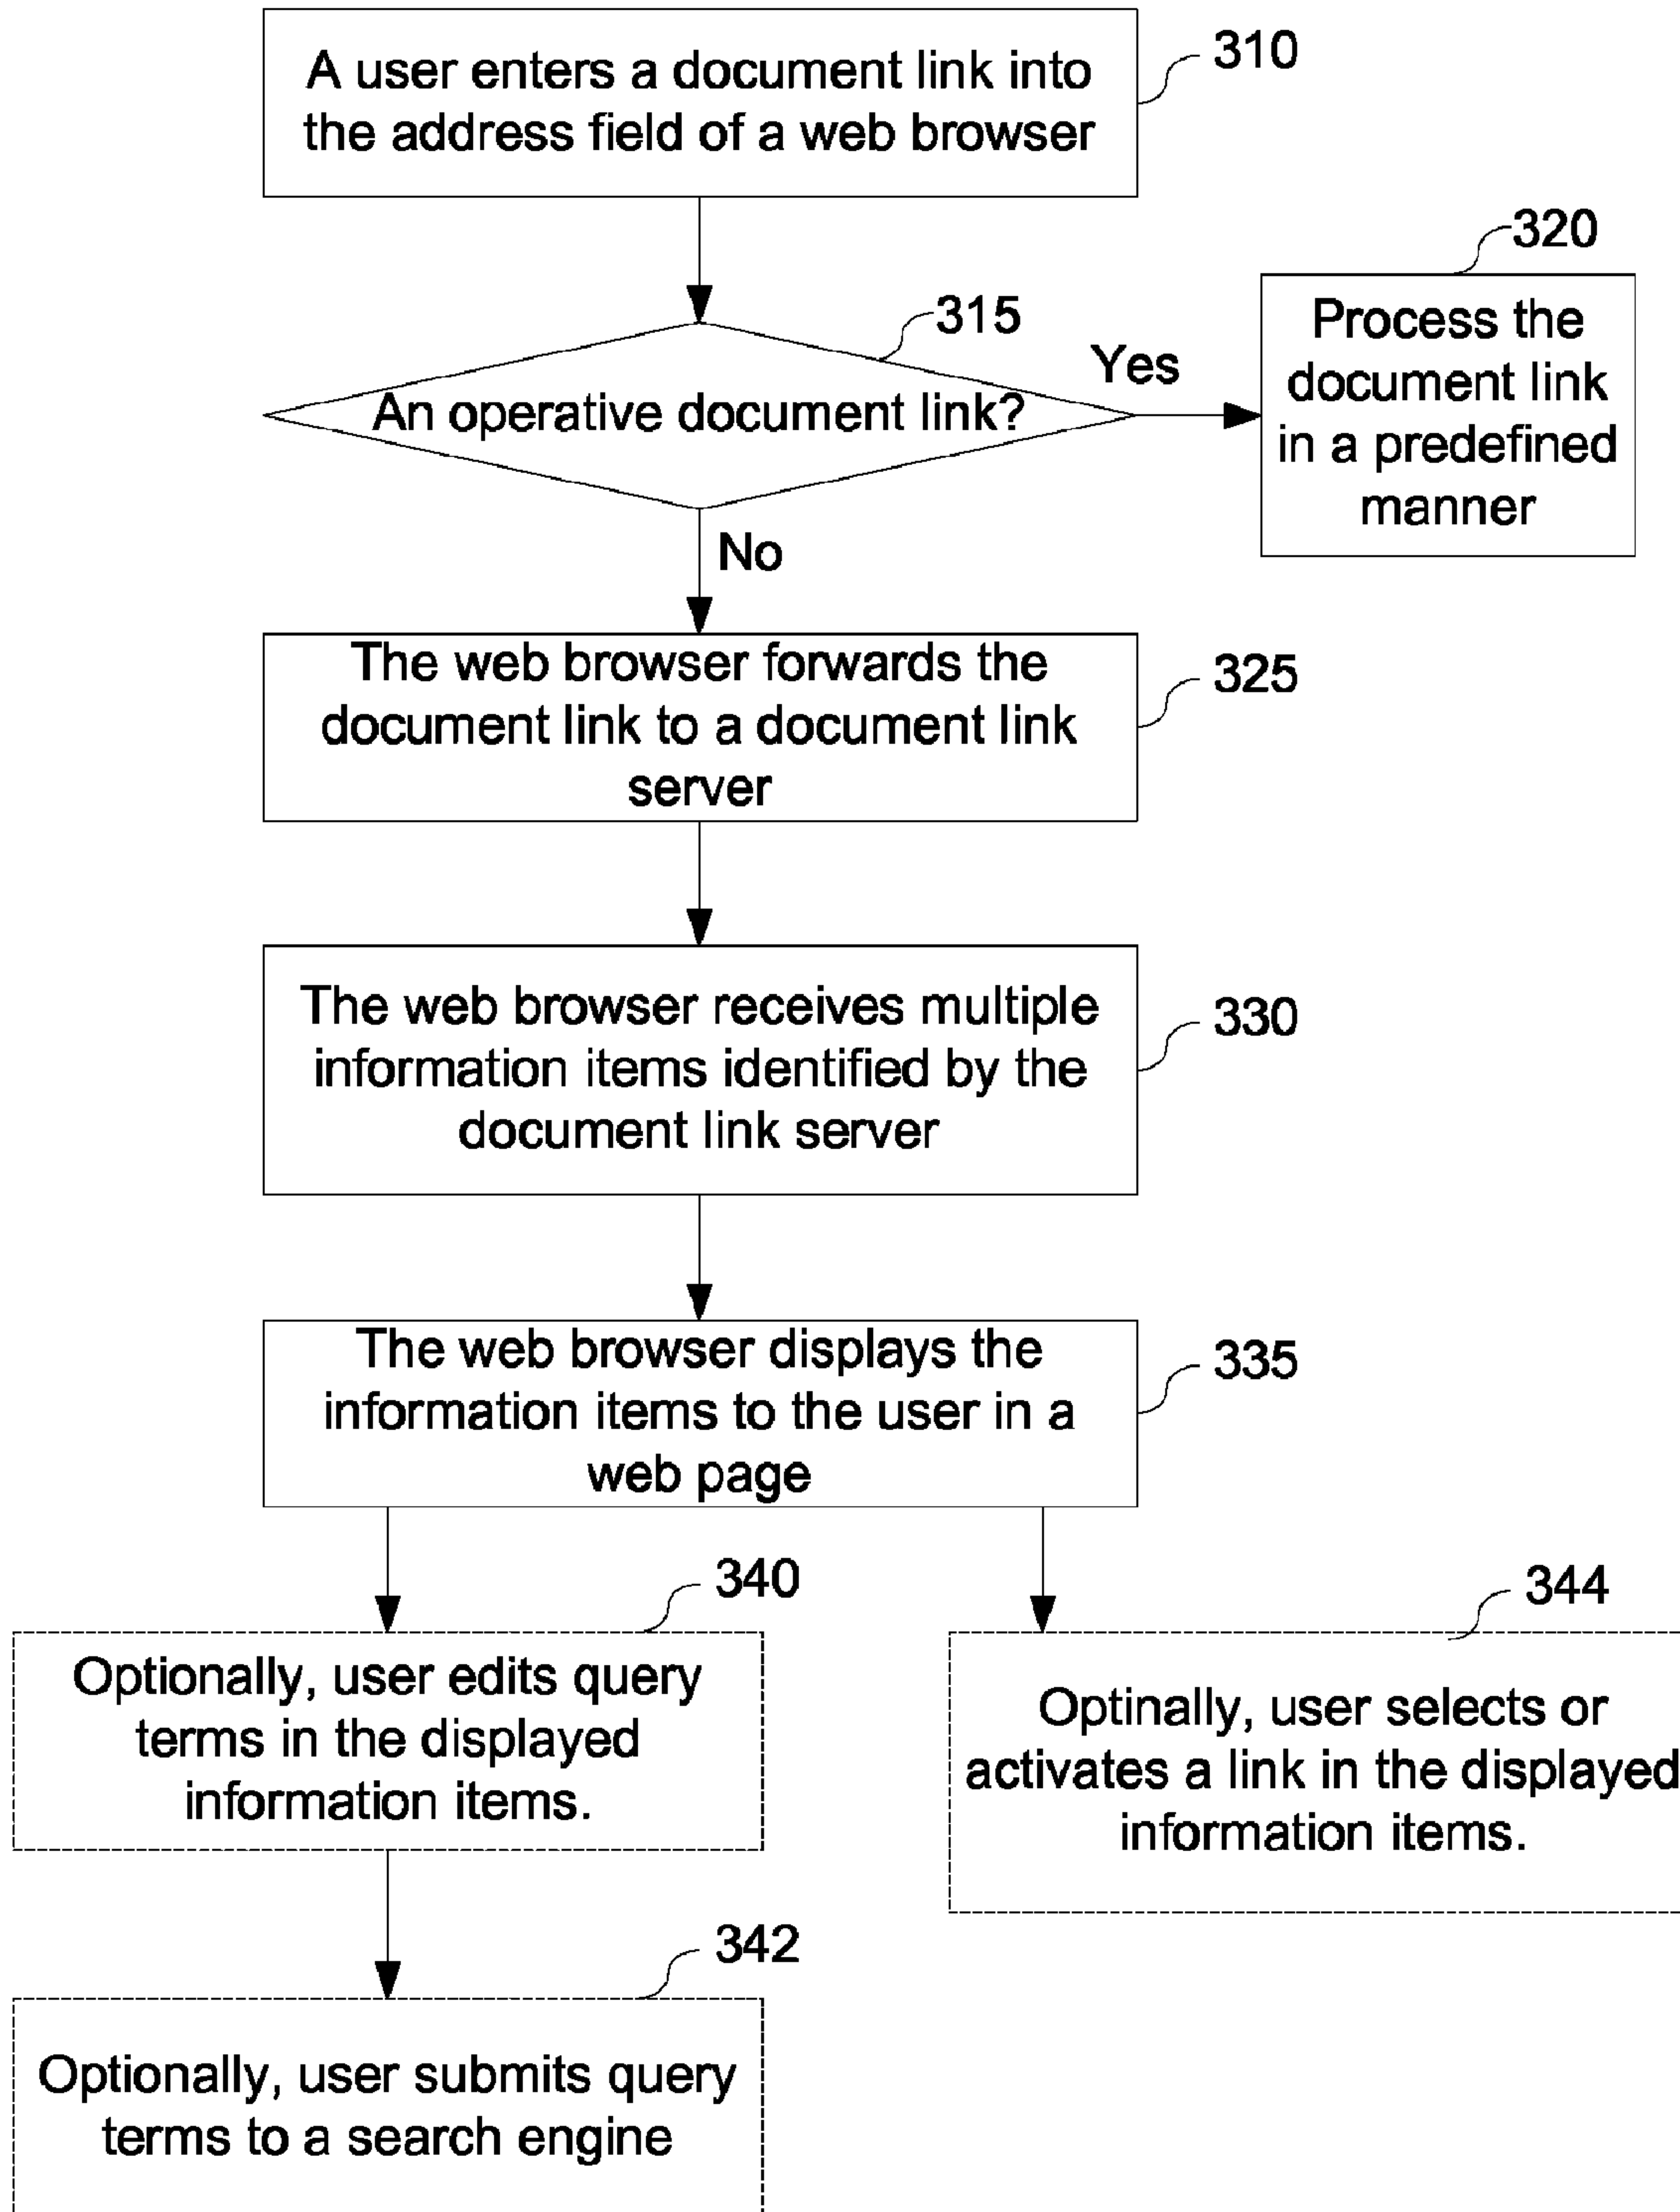 A user enters a document link into
the address field of a web browser
310
320
315
An operative document link?
Yes
Process the
document link
in a predefined
manner
No
The web browser forwards the
document link to a document link
server
325
The web browser receives multiple
information items identified by the
document link server
330
The web browser displays the
information items to the user in a
web page
335
340
Optionally, user edits query
terms in the displayed
information items.
344
Optinally, user selects or
activates a link in the displayed
information items.
342
Optionally, user submits query
terms to a search engine